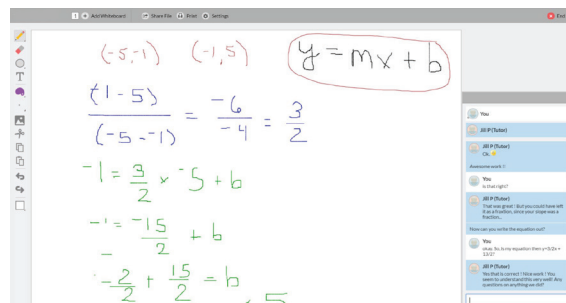 Add Whiteboard Share File Print Settings End
(-5,-1) (-1,5)
y=mx+b
(-1-5)/(-5--1) = -6/-4 = 3/2
-1 = 3/2 × -5 + b
-1 = -15/2 + b
-2/2 + 15/2 = b
5
You
Jill P (Tutor)
Jill P (Tutor)
Ok.
Awesome work !!
You
Is that right?
Jill P (Tutor)
That was great! But you could have left
it as a fraction, since your slope was a
fraction...
Now can you write the equation out?
You
okay. So, is my equation then y=3/2x +
13/2?
Jill P (Tutor)
Yes that is correct! Nice work! You
seem to understand this very well! Any
questions on anything we did?